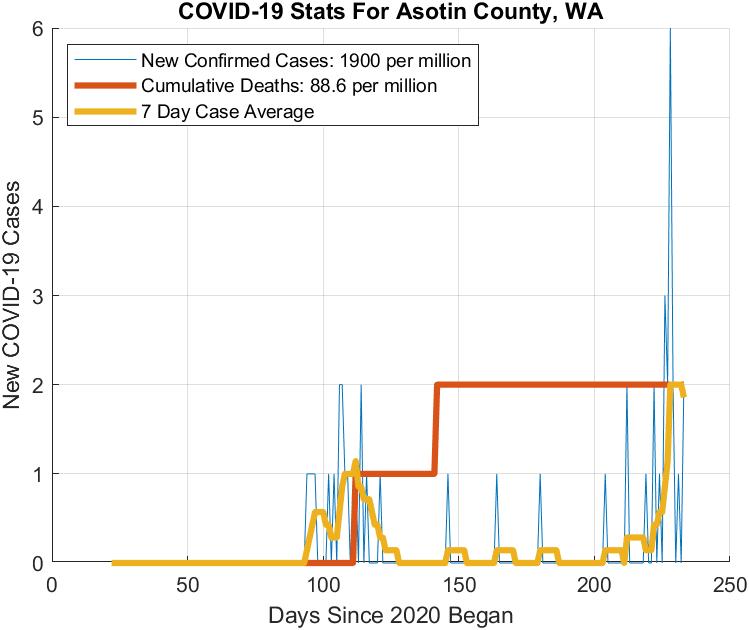 COVID-19 Stats For Asotin County, WA
New Confirmed Cases: 1900 per million
Cumulative Deaths: 88.6 per million
7 Day Case Average
New COVID-19 Cases
6
5
4
3
2
1
0
0 50 100 150 200 250
Days Since 2020 Began